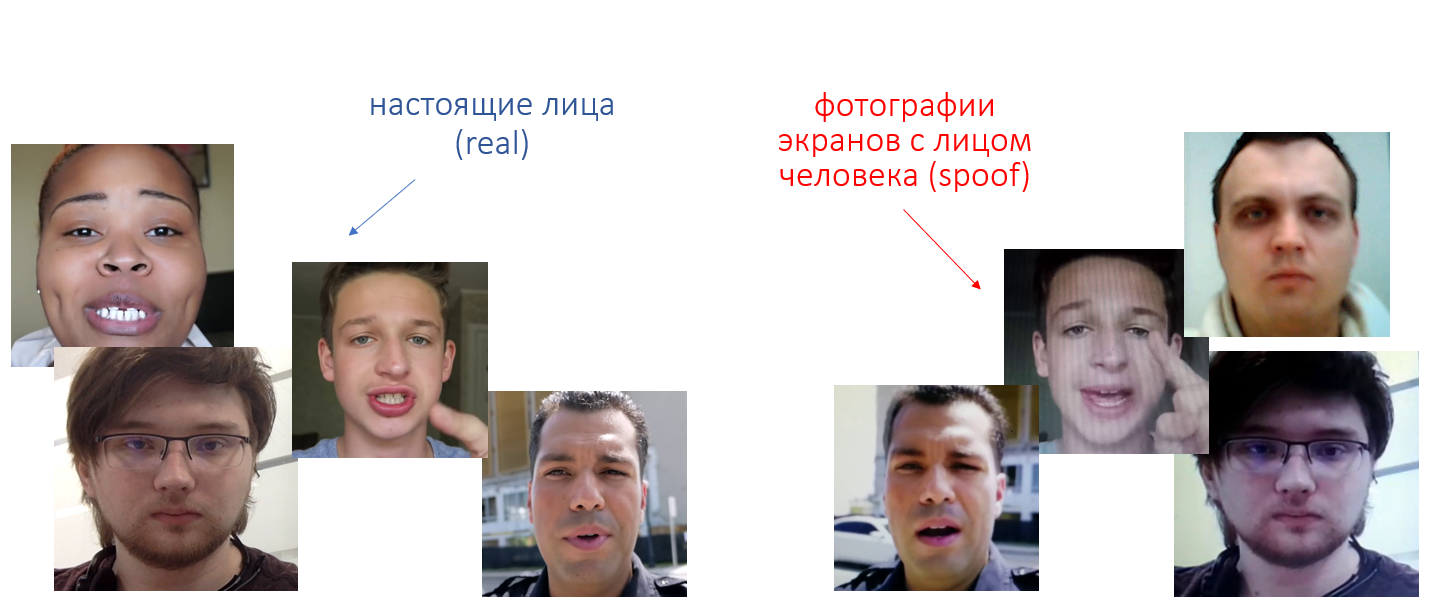 настоящие лица
(real)
фотографии
экранов с лицом
человека (spoof)